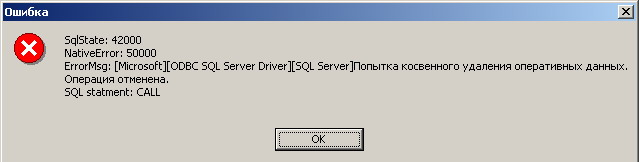 Ошибка
SqlState: 42000
NativeError: 50000
ErrorMsg: [Microsoft][ODBC SQL Server Driver][SQL Server]Попытка косвенного удаления оперативных данных.
Операция отменена.
SQL statment: CALL
OK